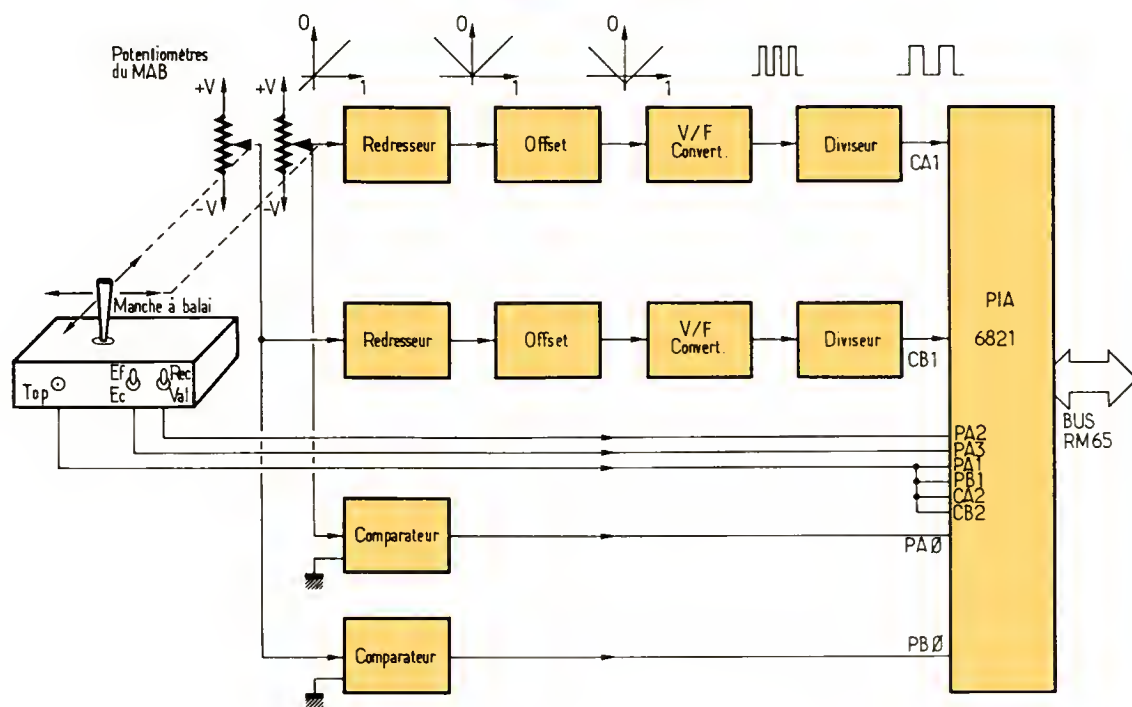 Potentiomètres
du MAB
+V
+V
-V
-V
0
1
0
1
0
1
Redresseur
Offset
V/F
Convert.
Diviseur
CA1
Manche à balai
Top
Ef
Ec
Rec
Val
Redresseur
Offset
V/F
Convert.
Diviseur
CB1
PIA
6821
BUS
RM65
PA2
PA3
PA1
PB1
CA2
CB2
Comparateur
PAØ
Comparateur
PBØ